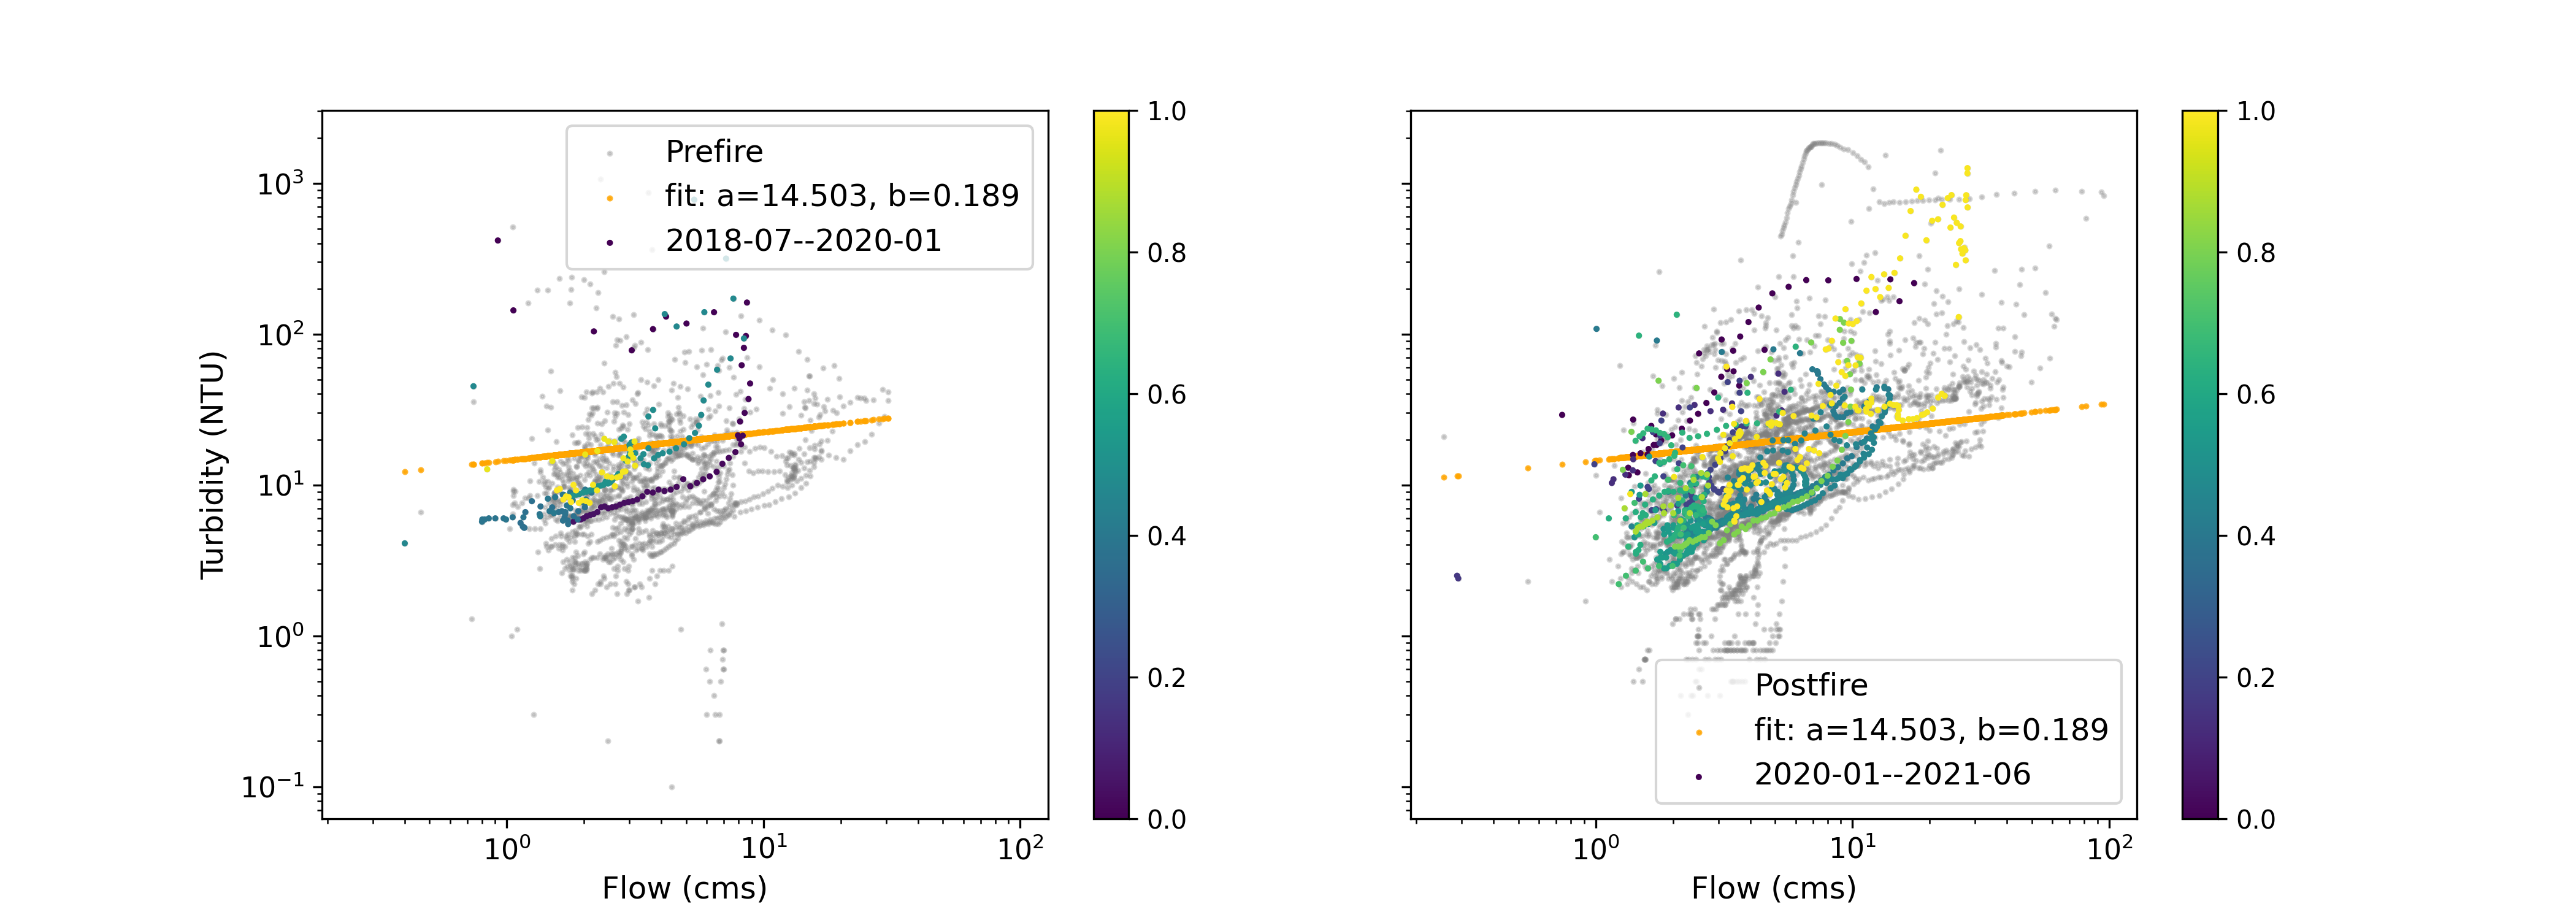 Prefire
fit: a=14.503, b=0.189
2018-07--2020-01
Turbidity (NTU)
10³
10²
10¹
10⁰
10⁻¹
10⁰ 10¹ 10²
Flow (cms)
1.0
0.8
0.6
0.4
0.2
0.0
Postfire
fit: a=14.503, b=0.189
2020-01--2021-06
10⁰ 10¹ 10²
Flow (cms)
1.0
0.8
0.6
0.4
0.2
0.0